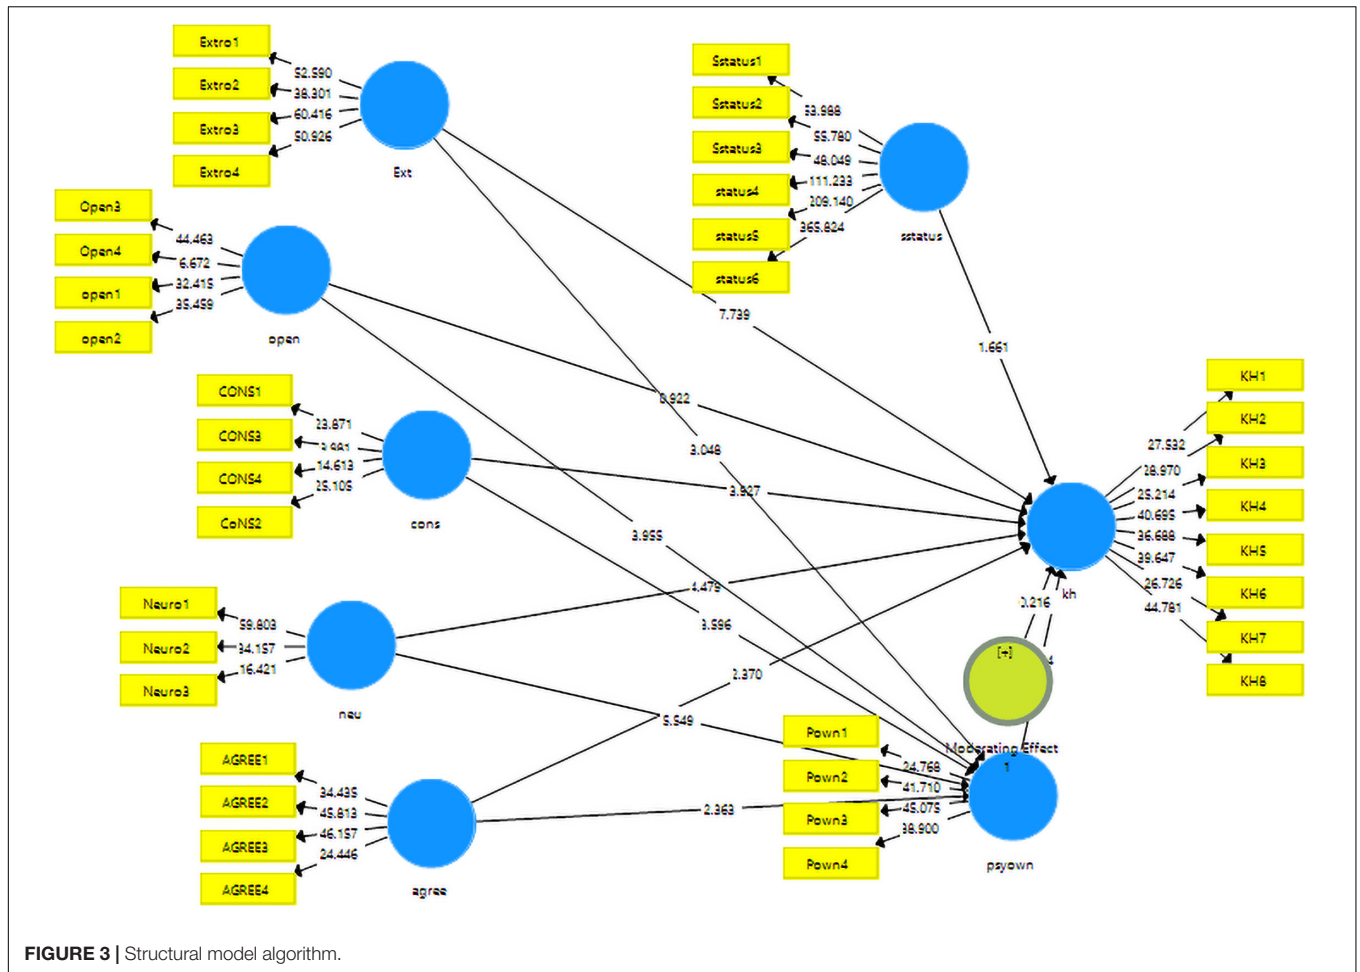 Extro1
Extro2
Extro3
Extro4
52.590
38.301
60.416
50.926
Ext
Sstatus1
Sstatus2
Sstatus3
status4
status5
status6
53.988
55.780
48.049
111.233
209.140
365.824
sstatus
Open3
Open4
open1
open2
44.463
6.672
32.415
35.459
open
7.739
1.661
0.922
3.048
CONS1
CONS3
CONS4
CoNS2
23.871
14.613
25.105
cons
3.927
3.955
KH1
KH2
KH3
KH4
KH5
KH6
KH7
KH8
27.532
28.970
25.214
40.695
36.688
39.647
26.726
44.781
kh
Neuro1
Neuro2
Neuro3
59.803
34.157
16.421
neu
4.479
3.596
0.216
[+]
4
2.370
5.549
Moderating Effect
1
AGREE1
AGREE2
AGREE3
AGREE4
34.435
45.813
46.157
24.446
agree
2.363
Pown1
Pown2
Pown3
Pown4
24.768
41.710
45.075
38.900
psyown
FIGURE 3 | Structural model algorithm.